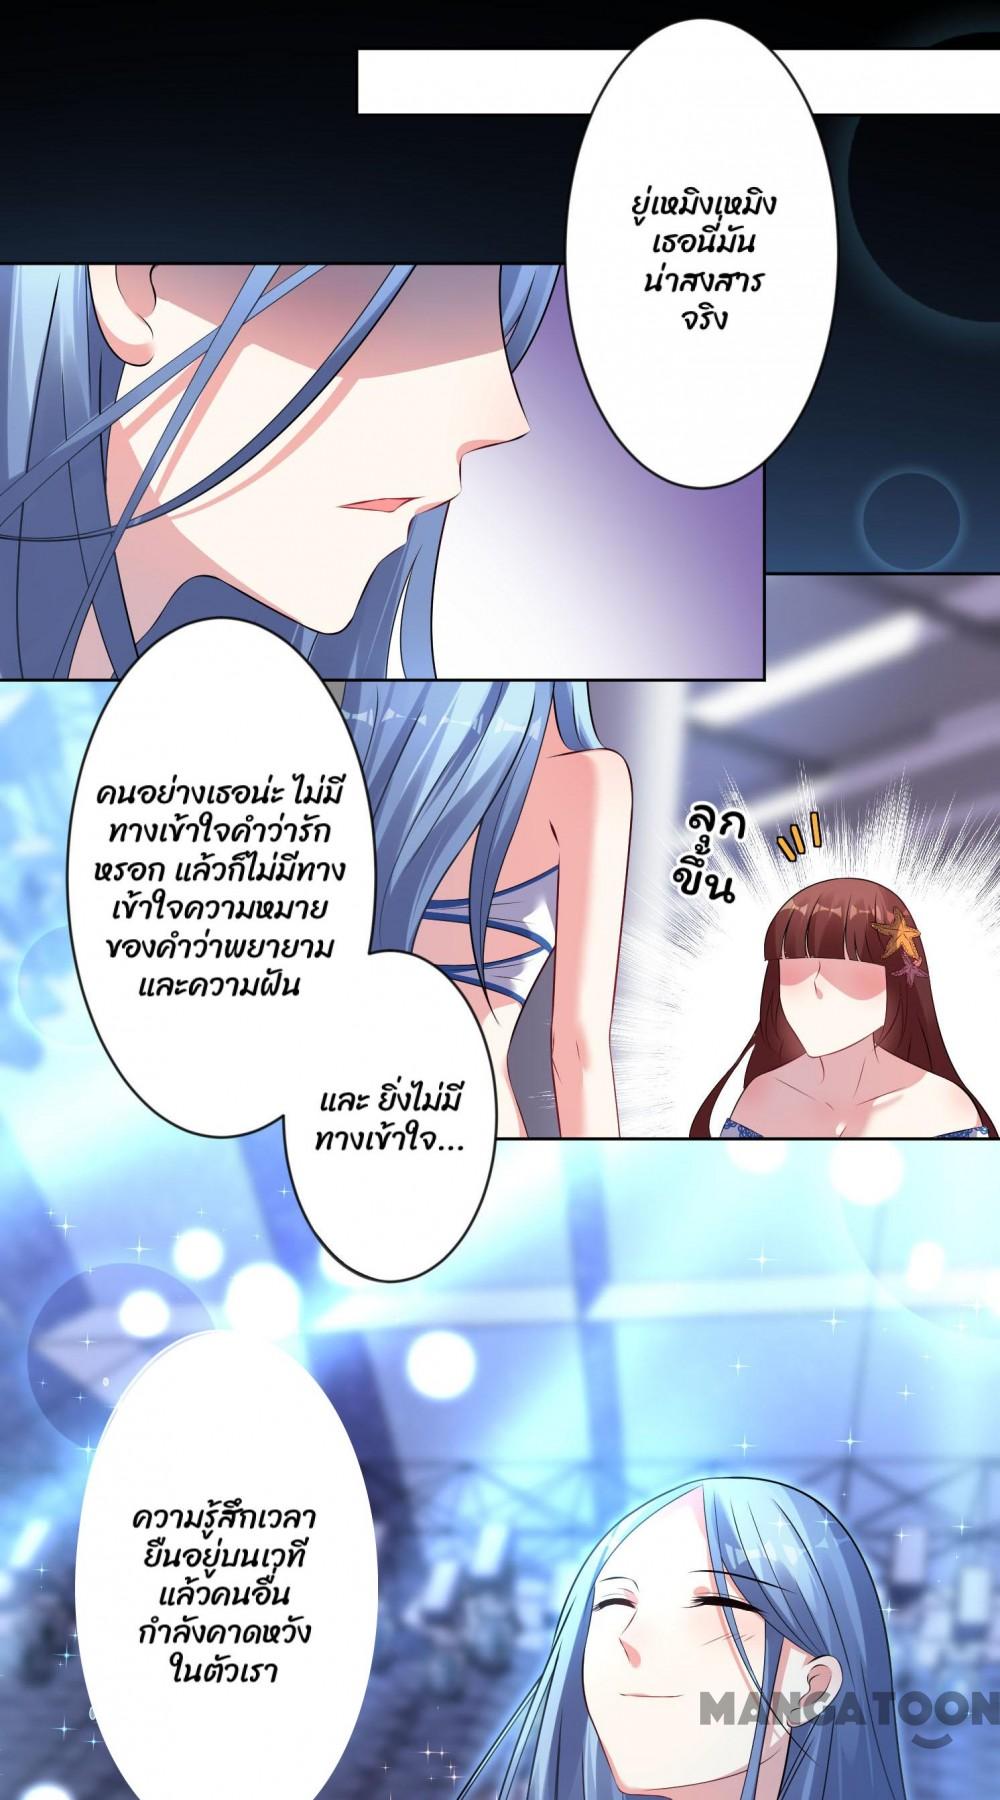 ยู่เหมิงเหมิง
เธอนี่มัน
น่าสงสาร
จริง
คนอย่างเธอน่ะ ไม่มี
ทางเข้าใจคำว่ารัก
หรอก แล้วก็ไม่มีทาง
เข้าใจความหมาย
ของคำว่าพยายาม
และความฝัน
ลุก
ขึ้น
และ ยิ่งไม่มี
ทางเข้าใจ...
ความรู้สึกเวลา
ยืนอยู่บนเวที
แล้วคนอื่น
กำลังคาดหวัง
ในตัวเรา
MANGATOON